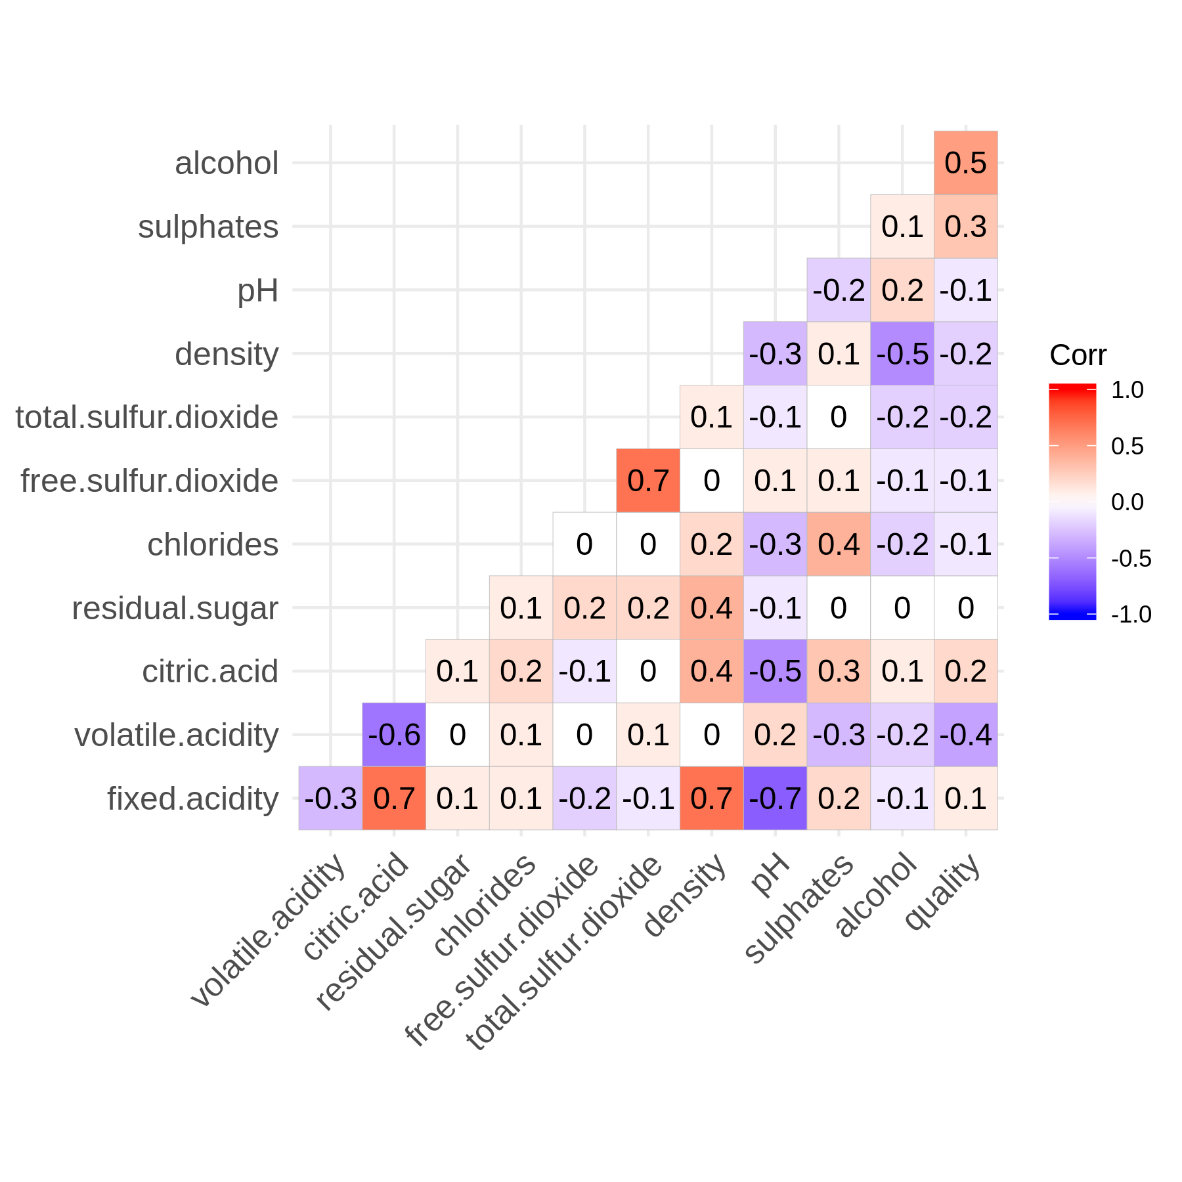 alcohol 0.5
sulphates 0.1 0.3
pH -0.2 0.2 -0.1
density -0.3 0.1 -0.5 -0.2
total.sulfur.dioxide 0.1 -0.1 0 -0.2 -0.2
free.sulfur.dioxide 0.7 0 0.1 0.1 -0.1 -0.1
chlorides 0 0 0.2 -0.3 0.4 -0.2 -0.1
residual.sugar 0.1 0.2 0.2 0.4 -0.1 0 0 0
citric.acid 0.1 0.2 -0.1 0 0.4 -0.5 0.3 0.1 0.2
volatile.acidity -0.6 0 0.1 0 0.1 0 0.2 -0.3 -0.2 -0.4
fixed.acidity -0.3 0.7 0.1 0.1 -0.2 -0.1 0.7 -0.7 0.2 -0.1 0.1
volatile.acidity
citric.acid
residual.sugar
chlorides
free.sulfur.dioxide
total.sulfur.dioxide
density
pH
sulphates
alcohol
quality
Corr
1.0
0.5
0.0
-0.5
-1.0